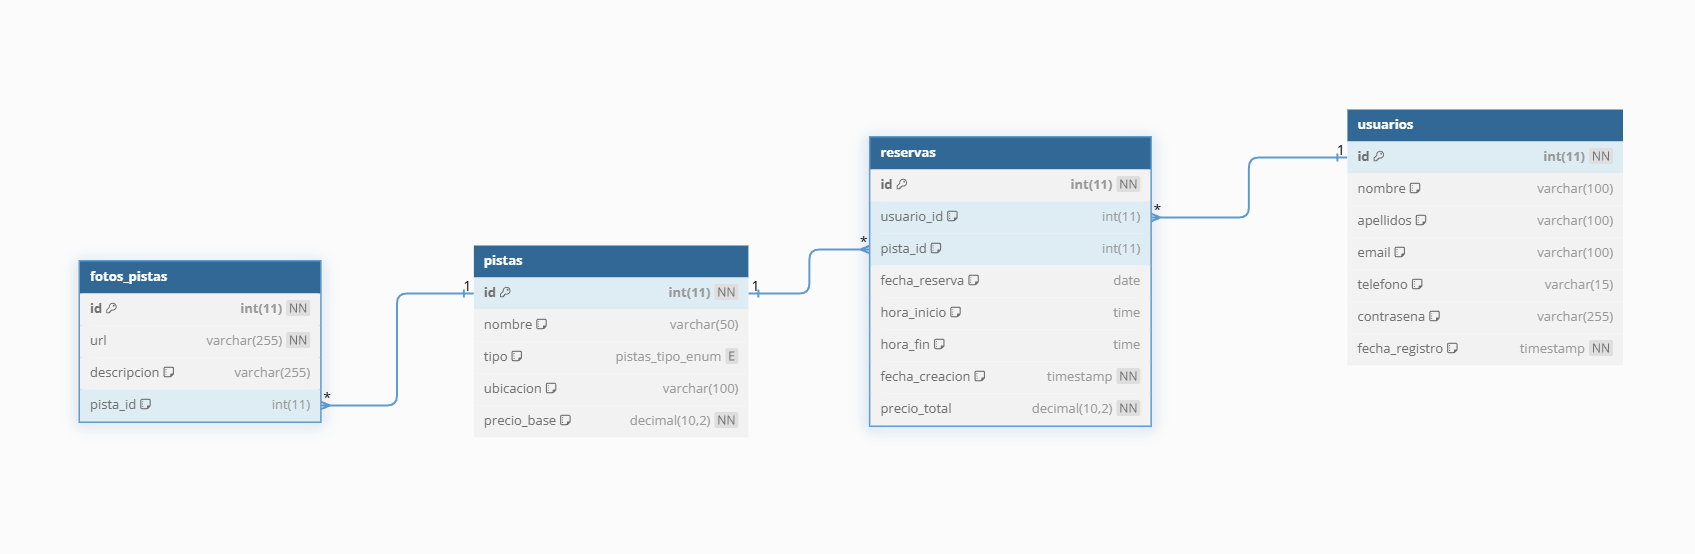 fotos_pistas
id int(11) NN
url varchar(255) NN
descripcion varchar(255)
pista_id int(11)
*
1
pistas
id int(11) NN
nombre varchar(50)
tipo pistas_tipo_enum E
ubicacion varchar(100)
precio_base decimal(10,2) NN
1
*
reservas
id int(11) NN
usuario_id int(11)
pista_id int(11)
fecha_reserva date
hora_inicio time
hora_fin time
fecha_creacion timestamp NN
precio_total decimal(10,2) NN
*
1
usuarios
id int(11) NN
nombre varchar(100)
apellidos varchar(100)
email varchar(100)
telefono varchar(15)
contrasena varchar(255)
fecha_registro timestamp NN